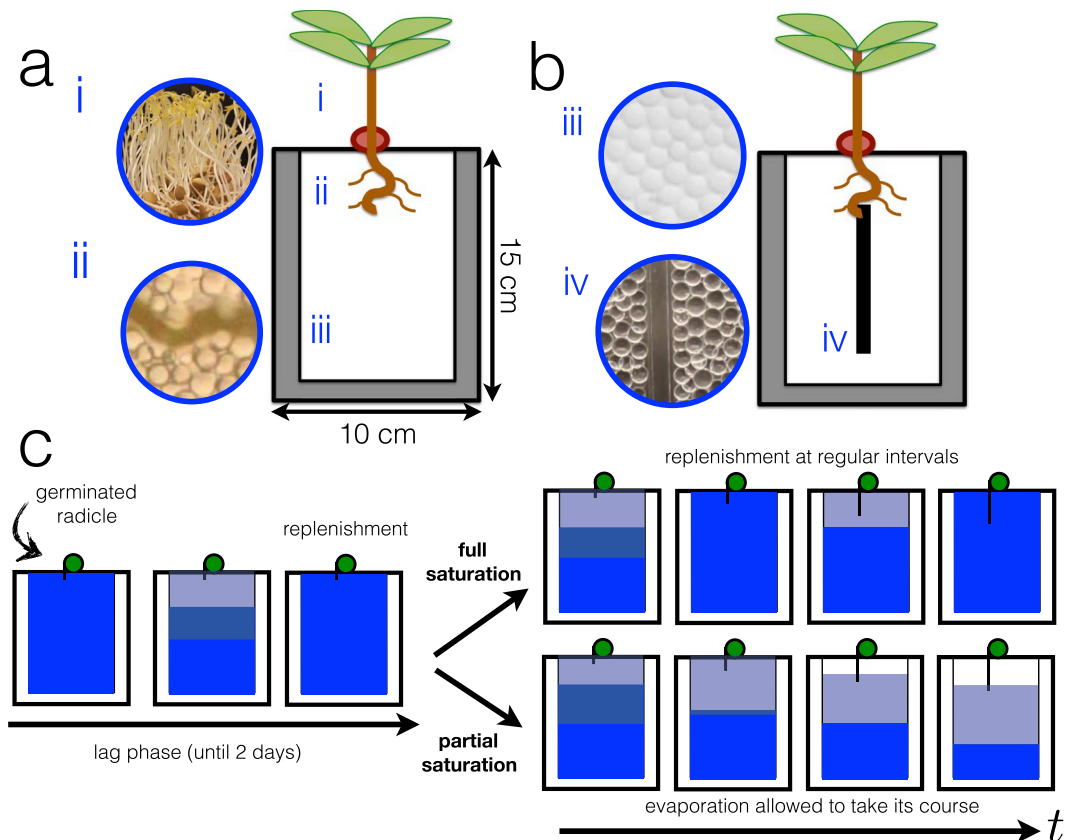 a
i
i
ii
ii
iii
15 cm
10 cm
b
iii
iv
iv
c
germinated
radicle
replenishment
lag phase (until 2 days)
full
saturation
partial
saturation
replenishment at regular intervals
evaporation allowed to take its course
t